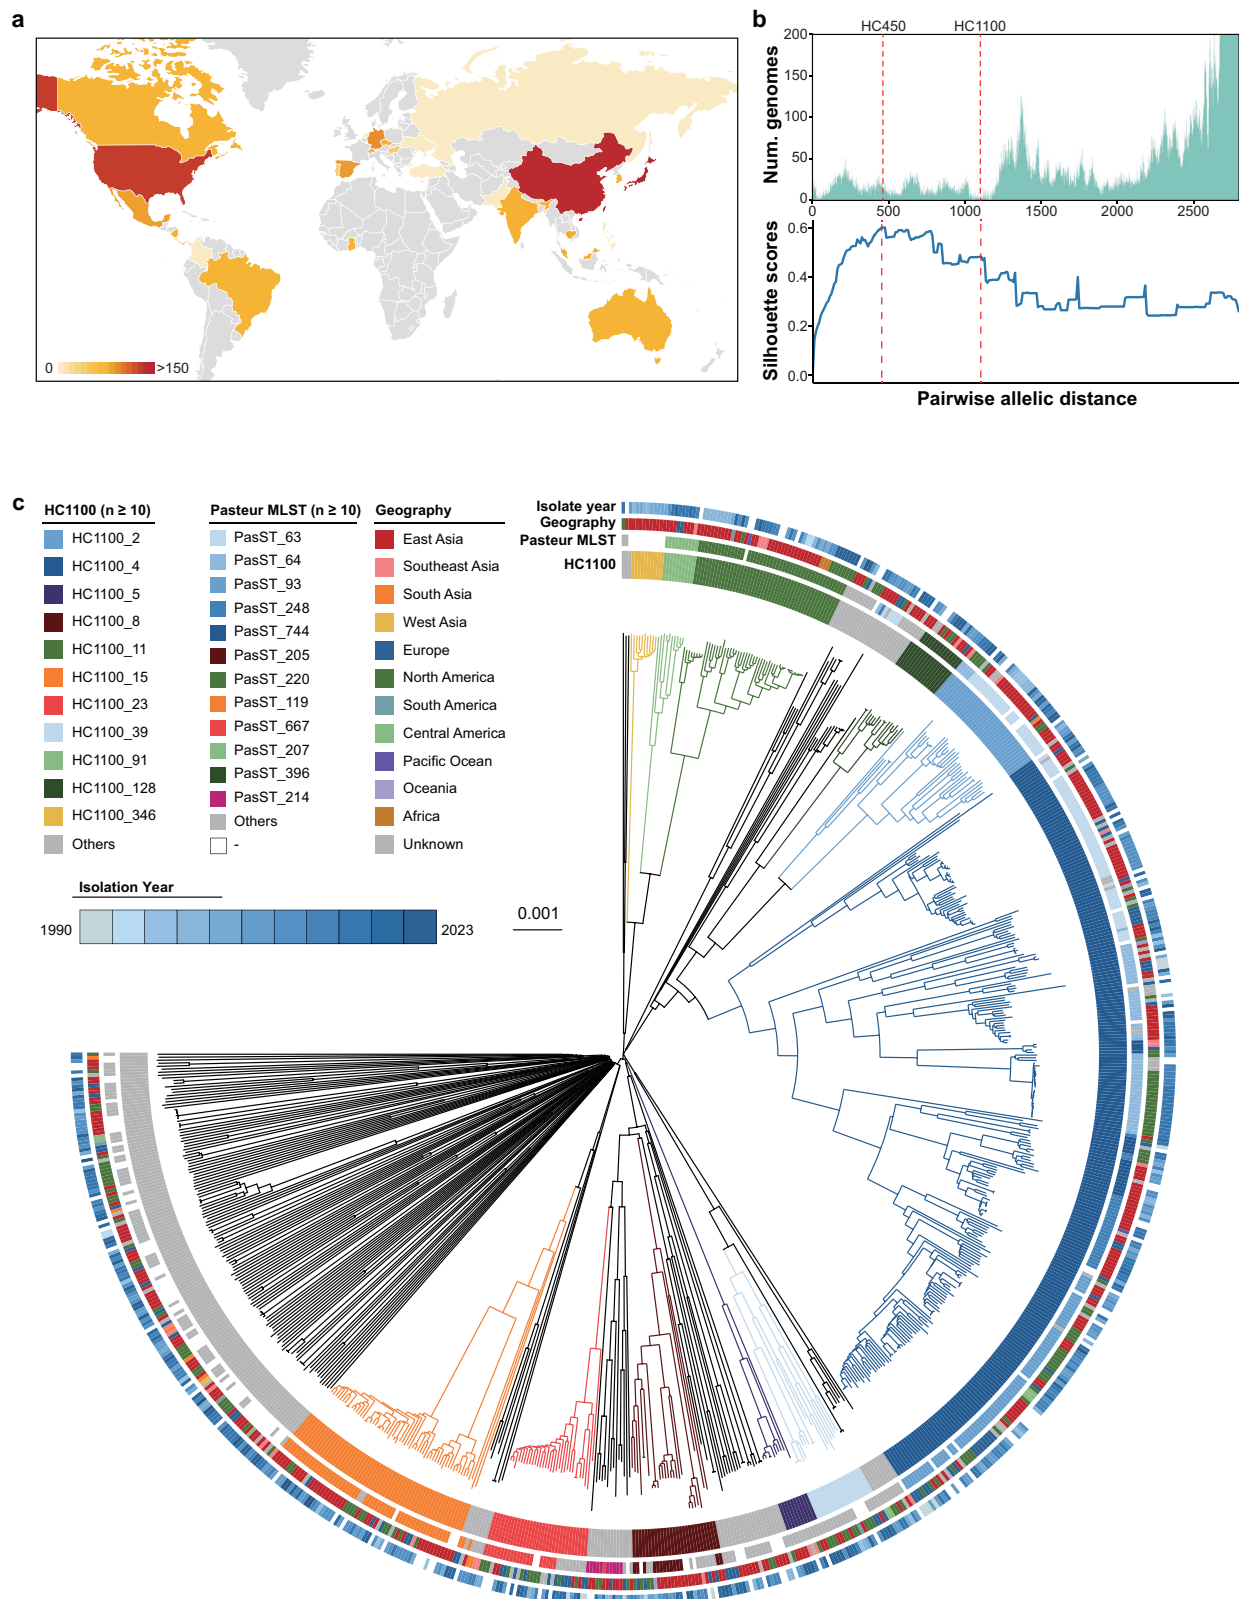 a
0
>150
b
HC450
HC1100
Num. genomes
200
150
100
50
0
0
500
1000
1500
2000
2500
Silhouette scores
0.6
0.4
0.2
0.0
Pairwise allelic distance
c
HC1100 (n ≥ 10)
HC1100_2
HC1100_4
HC1100_5
HC1100_8
HC1100_11
HC1100_15
HC1100_23
HC1100_39
HC1100_91
HC1100_128
HC1100_346
Others
Pasteur MLST (n ≥ 10)
PasST_63
PasST_64
PasST_93
PasST_248
PasST_744
PasST_205
PasST_220
PasST_119
PasST_667
PasST_207
PasST_396
PasST_214
Others
-
Geography
East Asia
Southeast Asia
South Asia
West Asia
Europe
North America
South America
Central America
Pacific Ocean
Oceania
Africa
Unknown
Isolate year
Geography
Pasteur MLST
HC1100
Isolation Year
1990
2023
0.001